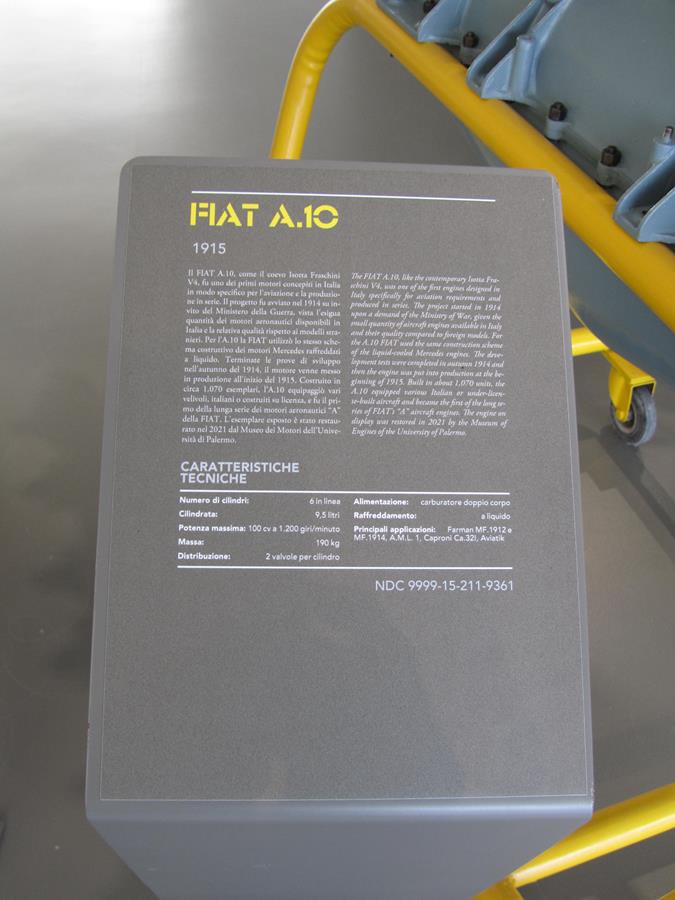 FIAT A.10
1915
Il FIAT A.10, come il coevo Isotta Fraschini
V4, fu uno dei primi motori concepiti in Italia
in modo specifico per l'aviazione e la produzio-
ne in serie. Il progetto fu avviato nel 1914 su in-
vito del Ministero della Guerra, vista l'esigua
quantità dei motori aeronautici disponibili in
Italia e la relativa qualità rispetto ai modelli stra-
nieri. Per l'A.10 la FIAT utilizzò lo stesso sche-
ma costruttivo dei motori Mercedes raffreddati
a liquido. Terminate le prove di sviluppo
nell'autunno del 1914, il motore venne messo
in produzione all'inizio del 1915. Costruito in
circa 1.070 esemplari, l'A.10 equipaggiò vari
velivoli, italiani o costruiti su licenza, e fu il pri-
mo della lunga serie dei motori aeronautici "A"
della FIAT. L'esemplare esposto è stato restau-
rato nel 2021 dal Museo dei Motori dell'Unive-
rsità di Palermo.
The FIAT A.10, like the contemporary Isotta Fra-
schini V4, was one of the first engines designed in
Italy specifically for aviation requirements and
produced in series. The project started in 1914
upon a demand of the Ministry of War, given the
small quantity of aircraft engines available in Italy
and their quality compared to foreign models. For
the A.10 FIAT used the same construction scheme
of the liquid-cooled Mercedes engines. The deve-
lopment tests were completed in autumn 1914 and
then the engine was put into production at the be-
ginning of 1915. Built in about 1,070 units, the
A.10 equipped various Italian or under-licen-
se-built aircraft and became the first of the long se-
ries of FIAT's "A" aircraft engines. The engine on
display was restored in 2021 by the Museum of
Engines of the University of Palermo.
CARATTERISTICHE
TECNICHE
Numero di cilindri: 6 in linea
Cilindrata: 9,5 litri
Potenza massima: 100 cv a 1.200 giri/minuto
Massa: 190 kg
Distribuzione: 2 valvole per cilindro
Alimentazione: carburatore doppio corpo
Raffreddamento: a liquido
Principali applicazioni: Farman MF.1912 e
MF.1914, A.M.L. 1, Caproni Ca.32I, Aviatik
NDC 9999-15-211-9361